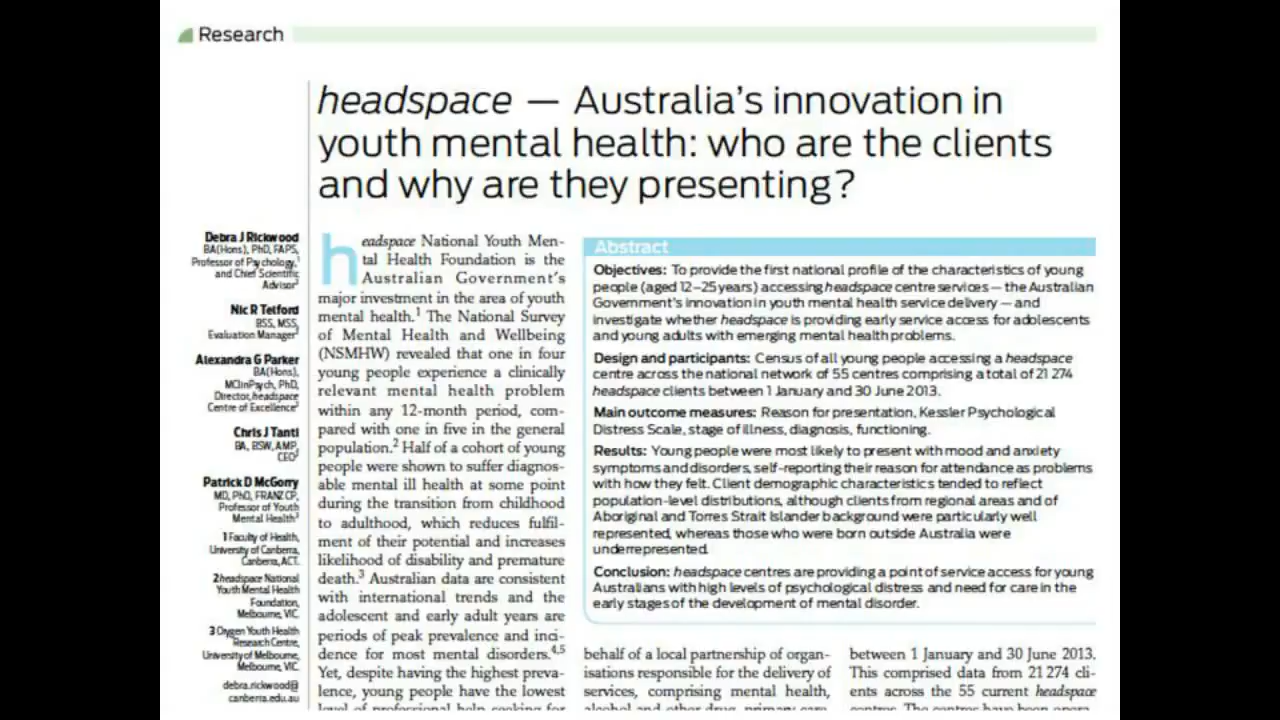 Research
headspace — Australia's innovation in
youth mental health: who are the clients
and why are they presenting?
Debra J Rickwood
BA(Hons), PhD, FAPS,
Professor of Psychology,1
and Chief Scientific
Advisor2
Nic R Telford
BSS, MSS,
Evaluation Manager2
Alexandra G Parker
BA(Hons),
MClinPsych, PhD,
Director, headspace
Centre of Excellence3
Chris J Tanti
BA, BSW, AMP,
CEO2
Patrick D McGorry
MD, PhD, FRANZCP,
Professor of Youth
Mental Health3
1 Faculty of Health,
University of Canberra,
Canberra, ACT.
2 headspace National
Youth Mental Health
Foundation,
Melbourne, VIC.
3 Orygen Youth Health
Research Centre,
University of Melbourne,
Melbourne, VIC.
debra.rickwood@
canberra.edu.au
headspace National Youth Men-
tal Health Foundation is the
Australian Government's
major investment in the area of youth
mental health.1 The National Survey
of Mental Health and Wellbeing
(NSMHW) revealed that one in four
young people experience a clinically
relevant mental health problem
within any 12-month period, com-
pared with one in five in the general
population.2 Half of a cohort of young
people were shown to suffer diagnos-
able mental ill health at some point
during the transition from childhood
to adulthood, which reduces fulfil-
ment of their potential and increases
likelihood of disability and premature
death.3 Australian data are consistent
with international trends and the
adolescent and early adult years are
periods of peak prevalence and inci-
dence for most mental disorders.4,5
Yet, despite having the highest preva-
lence, young people have the lowest
level of professional help seeking for
Abstract
Objectives: To provide the first national profile of the characteristics of young
people (aged 12–25 years) accessing headspace centre services — the Australian
Government's innovation in youth mental health service delivery — and
investigate whether headspace is providing early service access for adolescents
and young adults with emerging mental health problems.
Design and participants: Census of all young people accessing a headspace
centre across the national network of 55 centres comprising a total of 21 274
headspace clients between 1 January and 30 June 2013.
Main outcome measures: Reason for presentation, Kessler Psychological
Distress Scale, stage of illness, diagnosis, functioning.
Results: Young people were most likely to present with mood and anxiety
symptoms and disorders, self-reporting their reason for attendance as problems
with how they felt. Client demographic characteristics tended to reflect
population-level distributions, although clients from regional areas and of
Aboriginal and Torres Strait Islander background were particularly well
represented, whereas those who were born outside Australia were
underrepresented.
Conclusion: headspace centres are providing a point of service access for young
Australians with high levels of psychological distress and need for care in the
early stages of the development of mental disorder.
behalf of a local partnership of organ-
isations responsible for the delivery of
services, comprising mental health,
alcohol and other drug, primary care,
between 1 January and 30 June 2013.
This comprised data from 21 274 cli-
ents across the 55 current headspace
centres. The centres have been opera-